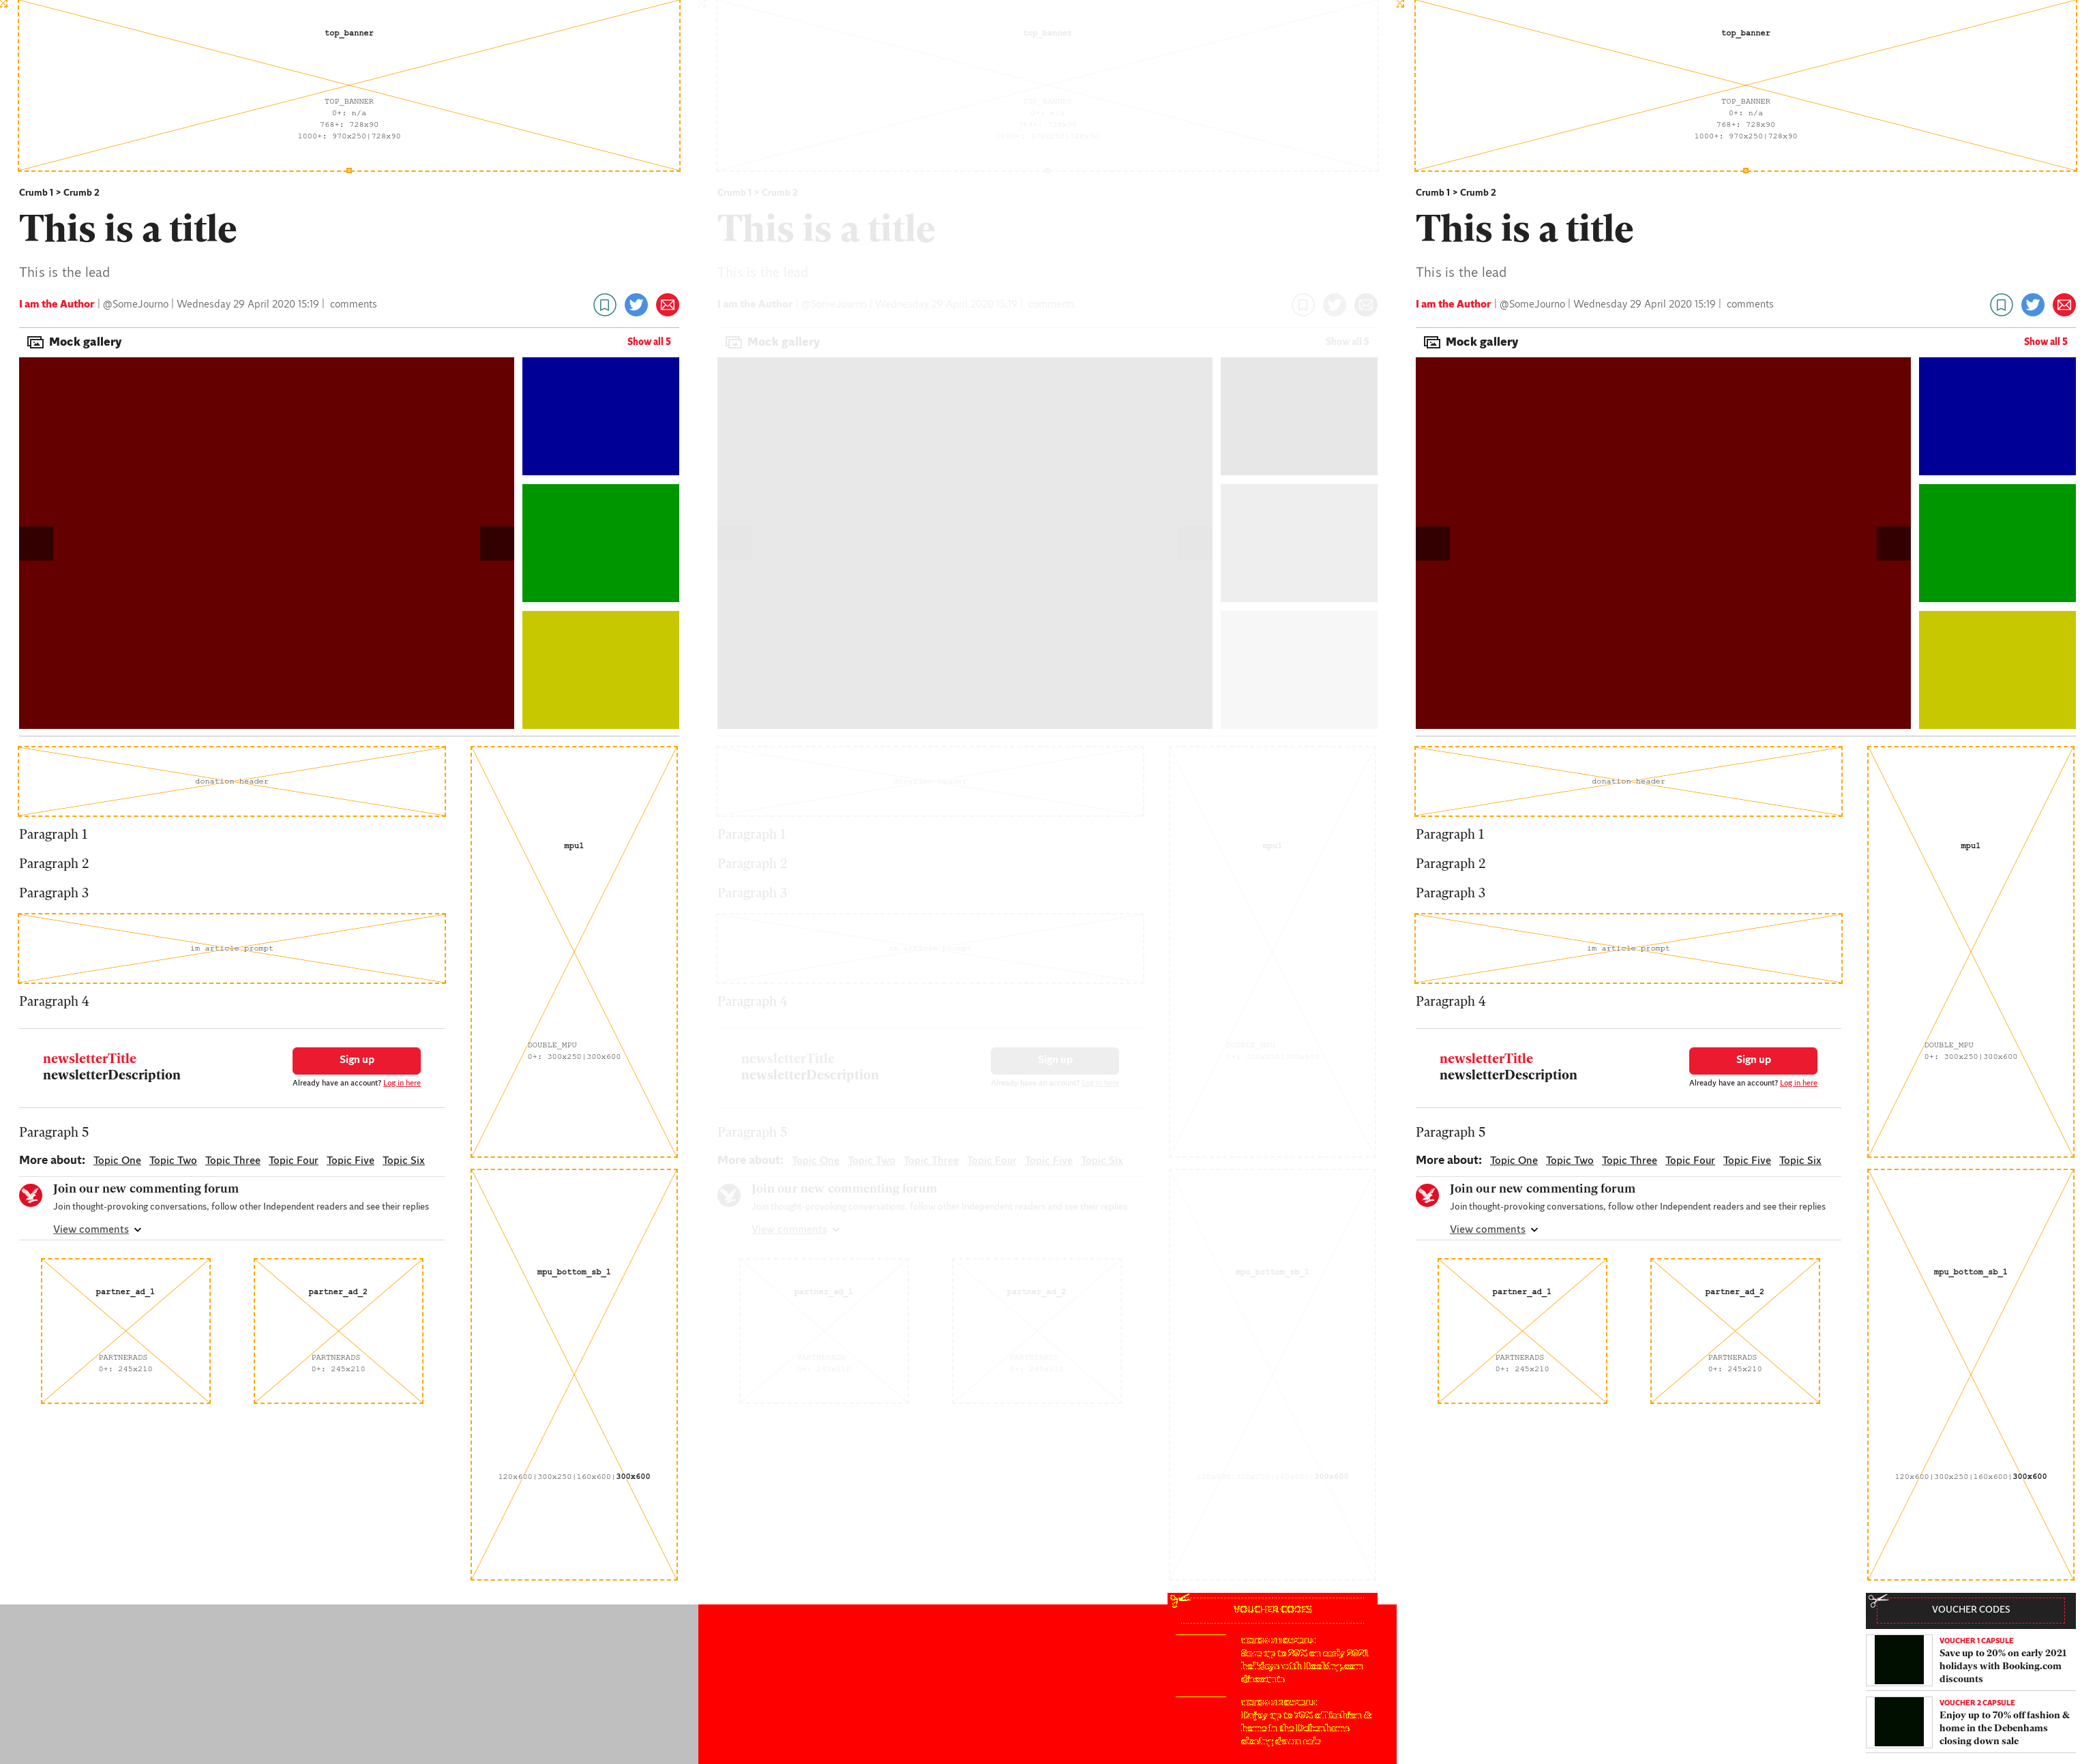 top_banner
TOP_BANNER
0+: n/a
768+: 728x90
1000+: 970x250|728x90
Crumb 1 > Crumb 2
This is a title
This is the lead
I am the Author | @SomeJourno | Wednesday 29 April 2020 15:19 | comments
Mock gallery
Show all 5
donation-header
Paragraph 1
Paragraph 2
Paragraph 3
im_article_prompt
Paragraph 4
newsletterTitle
newsletterDescription
Sign up
Already have an account? Log in here
Paragraph 5
More about: Topic One Topic Two Topic Three Topic Four Topic Five Topic Six
Join our new commenting forum
Join thought-provoking conversations, follow other Independent readers and see their replies
View comments
partner_ad_1
PARTNERADS
0+: 245x210
partner_ad_2
PARTNERADS
0+: 245x210
mpu1
DOUBLE_MPU
0+: 300x250|300x600
mpu_bottom_sb_1
120x600|300x250|160x600|300x600
top_banner
TOP_BANNER
0+: n/a
768+: 728x90
1000+: 970x250|728x90
Crumb 1 > Crumb 2
This is a title
This is the lead
I am the Author | @SomeJourno | Wednesday 29 April 2020 15:19 | comments
Mock gallery
Show all 5
donation-header
Paragraph 1
Paragraph 2
Paragraph 3
im_article_prompt
Paragraph 4
newsletterTitle
newsletterDescription
Sign up
Already have an account? Log in here
Paragraph 5
More about: Topic One Topic Two Topic Three Topic Four Topic Five Topic Six
Join our new commenting forum
Join thought-provoking conversations, follow other Independent readers and see their replies
View comments
partner_ad_1
PARTNERADS
0+: 245x210
partner_ad_2
PARTNERADS
0+: 245x210
mpu1
DOUBLE_MPU
0+: 300x250|300x600
mpu_bottom_sb_1
120x600|300x250|160x600|300x600
VOUCHER CODES
Save up to 20% on early 2021
holidays with Booking.com
discounts
Enjoy up to 70% off fashion &
home in the Debenhams
closing down sale
top_banner
TOP_BANNER
0+: n/a
768+: 728x90
1000+: 970x250|728x90
Crumb 1 > Crumb 2
This is a title
This is the lead
I am the Author | @SomeJourno | Wednesday 29 April 2020 15:19 | comments
Mock gallery
Show all 5
donation-header
Paragraph 1
Paragraph 2
Paragraph 3
im_article_prompt
Paragraph 4
newsletterTitle
newsletterDescription
Sign up
Already have an account? Log in here
Paragraph 5
More about: Topic One Topic Two Topic Three Topic Four Topic Five Topic Six
Join our new commenting forum
Join thought-provoking conversations, follow other Independent readers and see their replies
View comments
partner_ad_1
PARTNERADS
0+: 245x210
partner_ad_2
PARTNERADS
0+: 245x210
mpu1
DOUBLE_MPU
0+: 300x250|300x600
mpu_bottom_sb_1
120x600|300x250|160x600|300x600
VOUCHER CODES
VOUCHER 1 CAPSULE
Save up to 20% on early 2021
holidays with Booking.com
discounts
VOUCHER 2 CAPSULE
Enjoy up to 70% off fashion &
home in the Debenhams
closing down sale